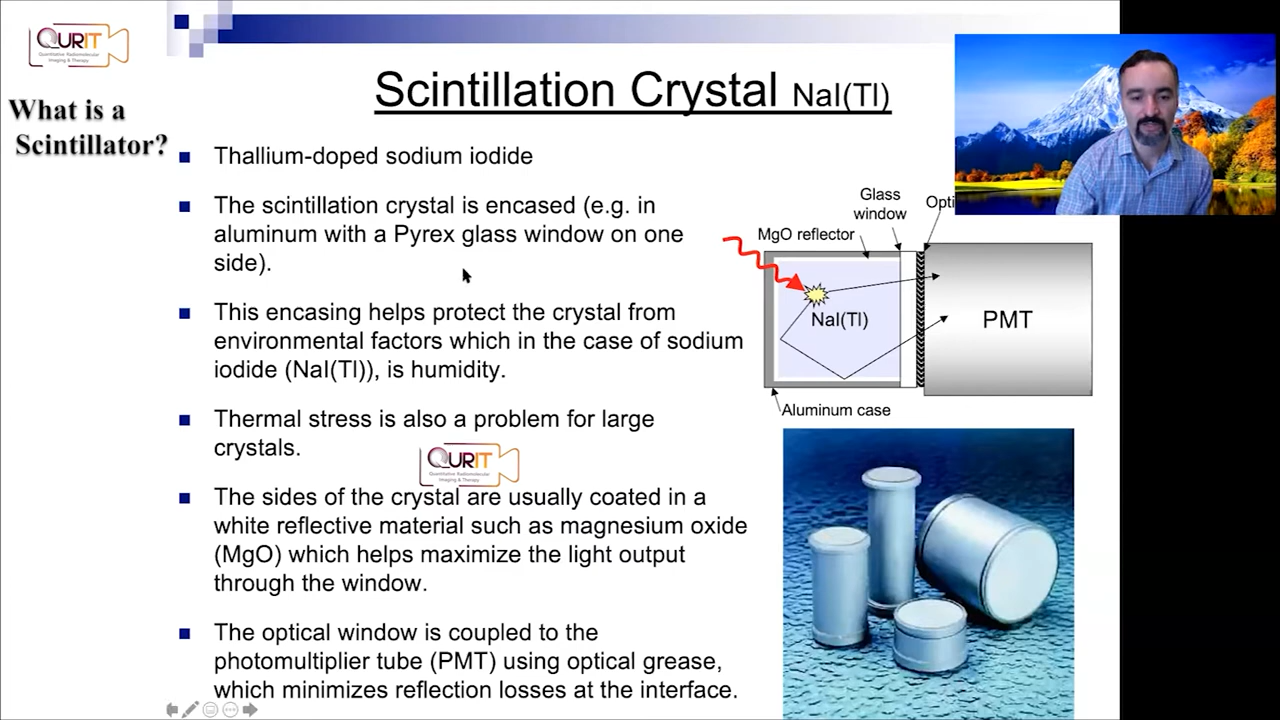 QURIT
Quantitative Radiomolecular
Imaging & Therapy
What is a
Scintillator?
Scintillation Crystal NaI(Tl)
Thallium-doped sodium iodide
The scintillation crystal is encased (e.g. in
aluminum with a Pyrex glass window on one
side).
This encasing helps protect the crystal from
environmental factors which in the case of sodium
iodide (NaI(Tl)), is humidity.
Thermal stress is also a problem for large
crystals.
QURIT
Quantitative Radiomolecular
Imaging & Therapy
The sides of the crystal are usually coated in a
white reflective material such as magnesium oxide
(MgO) which helps maximize the light output
through the window.
The optical window is coupled to the
photomultiplier tube (PMT) using optical grease,
which minimizes reflection losses at the interface.
Glass
window
Opti
MgO reflector
NaI(Tl)
PMT
Aluminum case